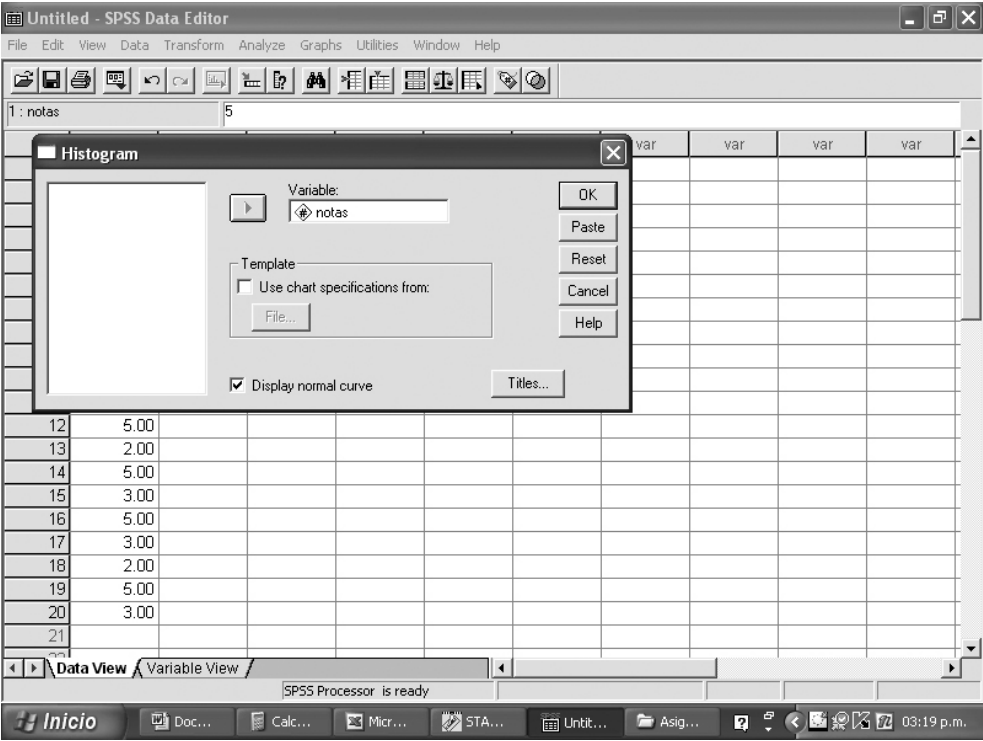 Untitled - SPSS Data Editor
File Edit View Data Transform Analyze Graphs Utilities Window Help
1 : notas 5
var var var var
Histogram
Variable:
notas
Template
Use chart specifications from:
File...
Display normal curve
Titles...
OK
Paste
Reset
Cancel
Help
12 5.00
13 2.00
14 5.00
15 3.00
16 5.00
17 3.00
18 2.00
19 5.00
20 3.00
21
Data View Variable View
SPSS Processor is ready
Inicio Doc... Calc... Micr... STA... Untit... Asig... 03:19 p.m.